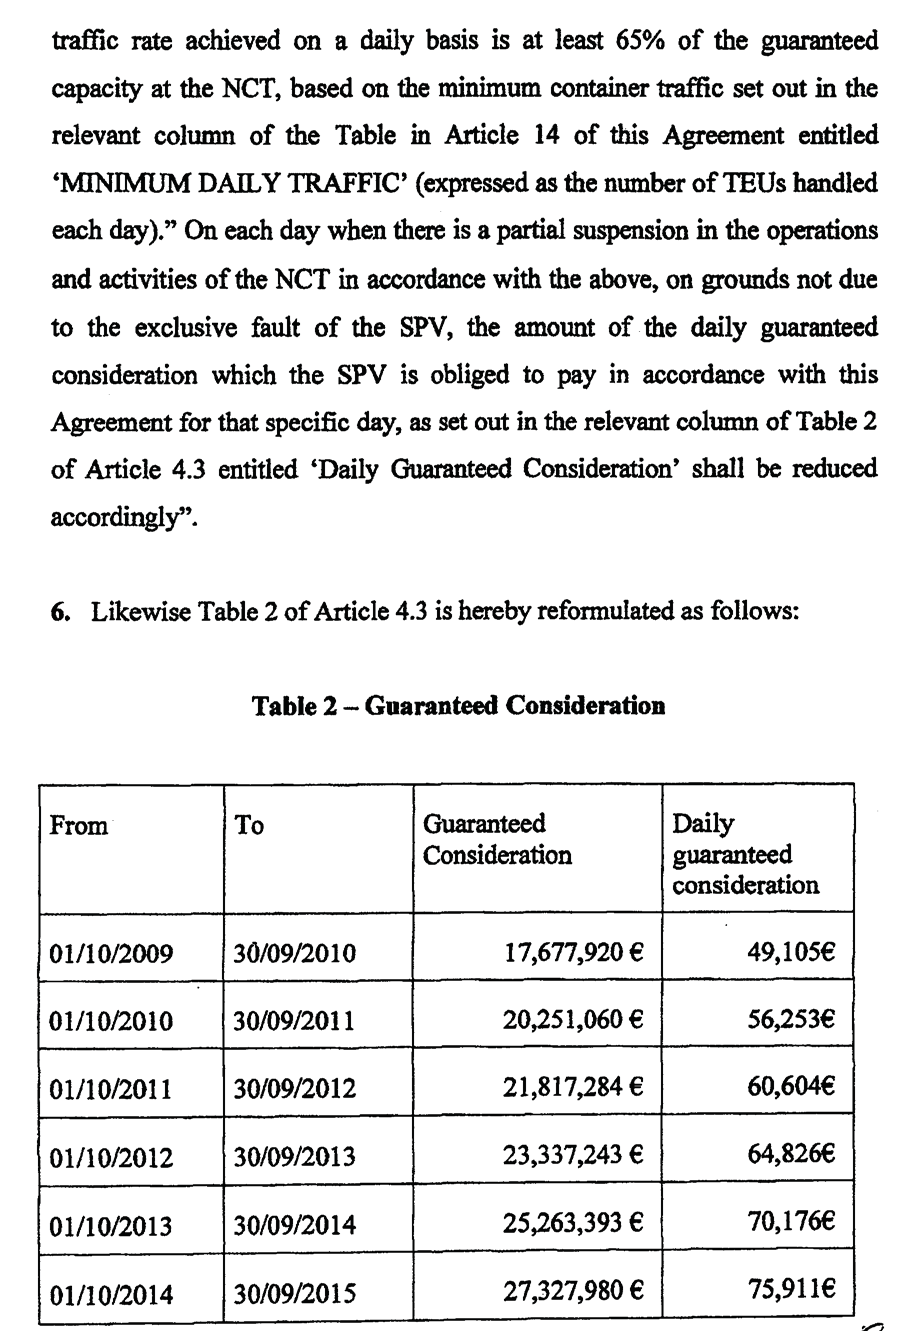 traffic rate achieved on a daily basis is at least 65% of the guaranteed
capacity at the NCT, based on the minimum container traffic set out in the
relevant column of the Table in Article 14 of this Agreement entitled
‘MINIMUM DAILY TRAFFIC’ (expressed as the number of TEUs handled
each day).” On each day when there is a partial suspension in the operations
and activities of the NCT in accordance with the above, on grounds not due
to the exclusive fault of the SPV, the amount of the daily guaranteed
consideration which the SPV is obliged to pay in accordance with this
Agreement for that specific day, as set out in the relevant column of Table 2
of Article 4.3 entitled ‘Daily Guaranteed Consideration’ shall be reduced
accordingly”.
6. Likewise Table 2 of Article 4.3 is hereby reformulated as follows:
Table 2 – Guaranteed Consideration
From To Guaranteed Consideration Daily guaranteed consideration
01/10/2009 30/09/2010 17,677,920 € 49,105€
01/10/2010 30/09/2011 20,251,060 € 56,253€
01/10/2011 30/09/2012 21,817,284 € 60,604€
01/10/2012 30/09/2013 23,337,243 € 64,826€
01/10/2013 30/09/2014 25,263,393 € 70,176€
01/10/2014 30/09/2015 27,327,980 € 75,911€